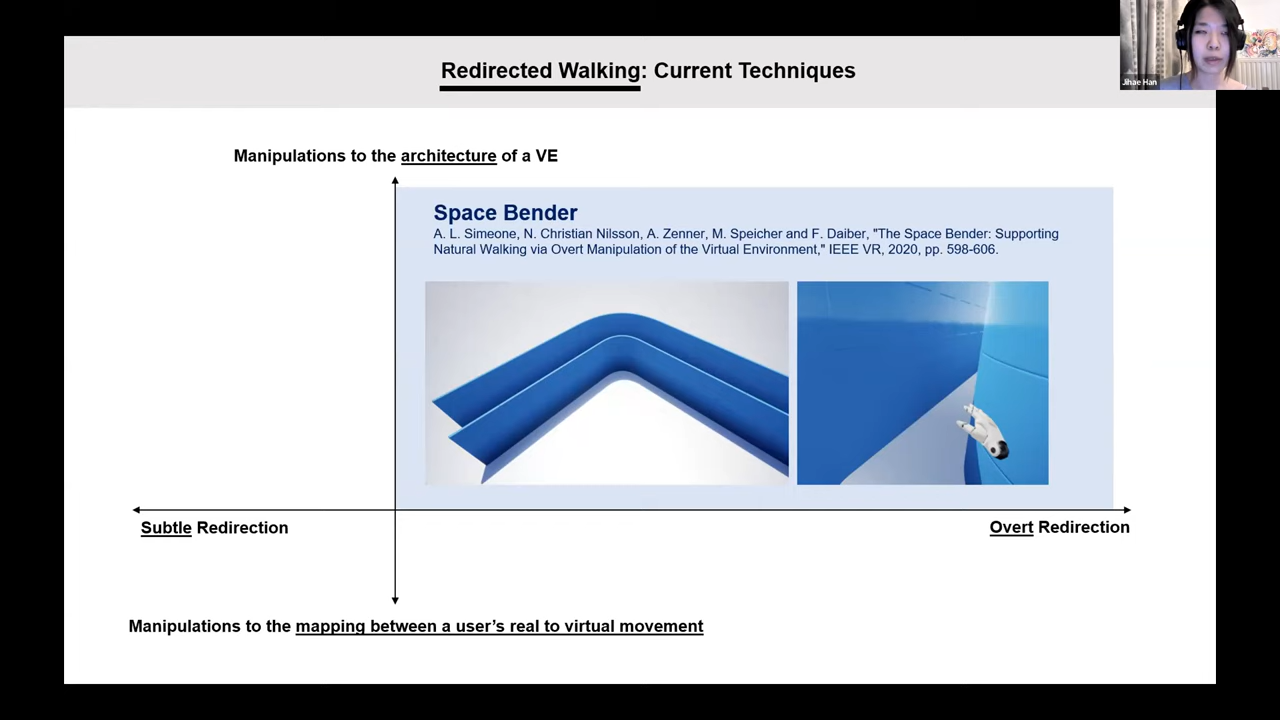 Redirected Walking: Current Techniques
Jihae Han
Manipulations to the architecture of a VE
Space Bender
A. L. Simeone, N. Christian Nilsson, A. Zenner, M. Speicher and F. Daiber, "The Space Bender: Supporting
Natural Walking via Overt Manipulation of the Virtual Environment," IEEE VR, 2020, pp. 598-606.
Subtle Redirection
Overt Redirection
Manipulations to the mapping between a user’s real to virtual movement